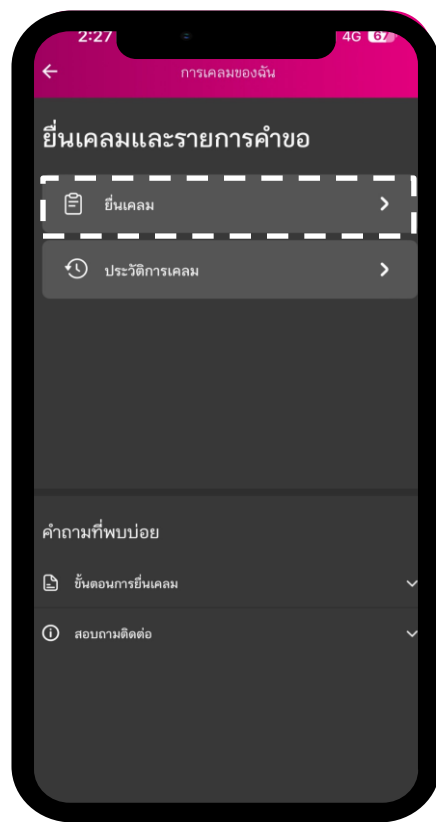 2:27
4G 67
การเคลมของฉัน
ยื่นเคลมและรายการคำขอ
ยื่นเคลม
ประวัติการเคลม
คำถามที่พบบ่อย
ขั้นตอนการยื่นเคลม
สอบถามติดต่อ